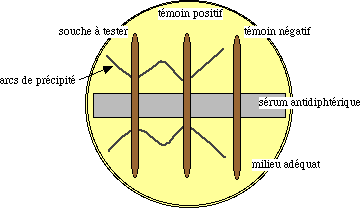 témoin positif
souche à tester
témoin négatif
arcs de précipité
sérum antidiphtérique
milieu adéquat